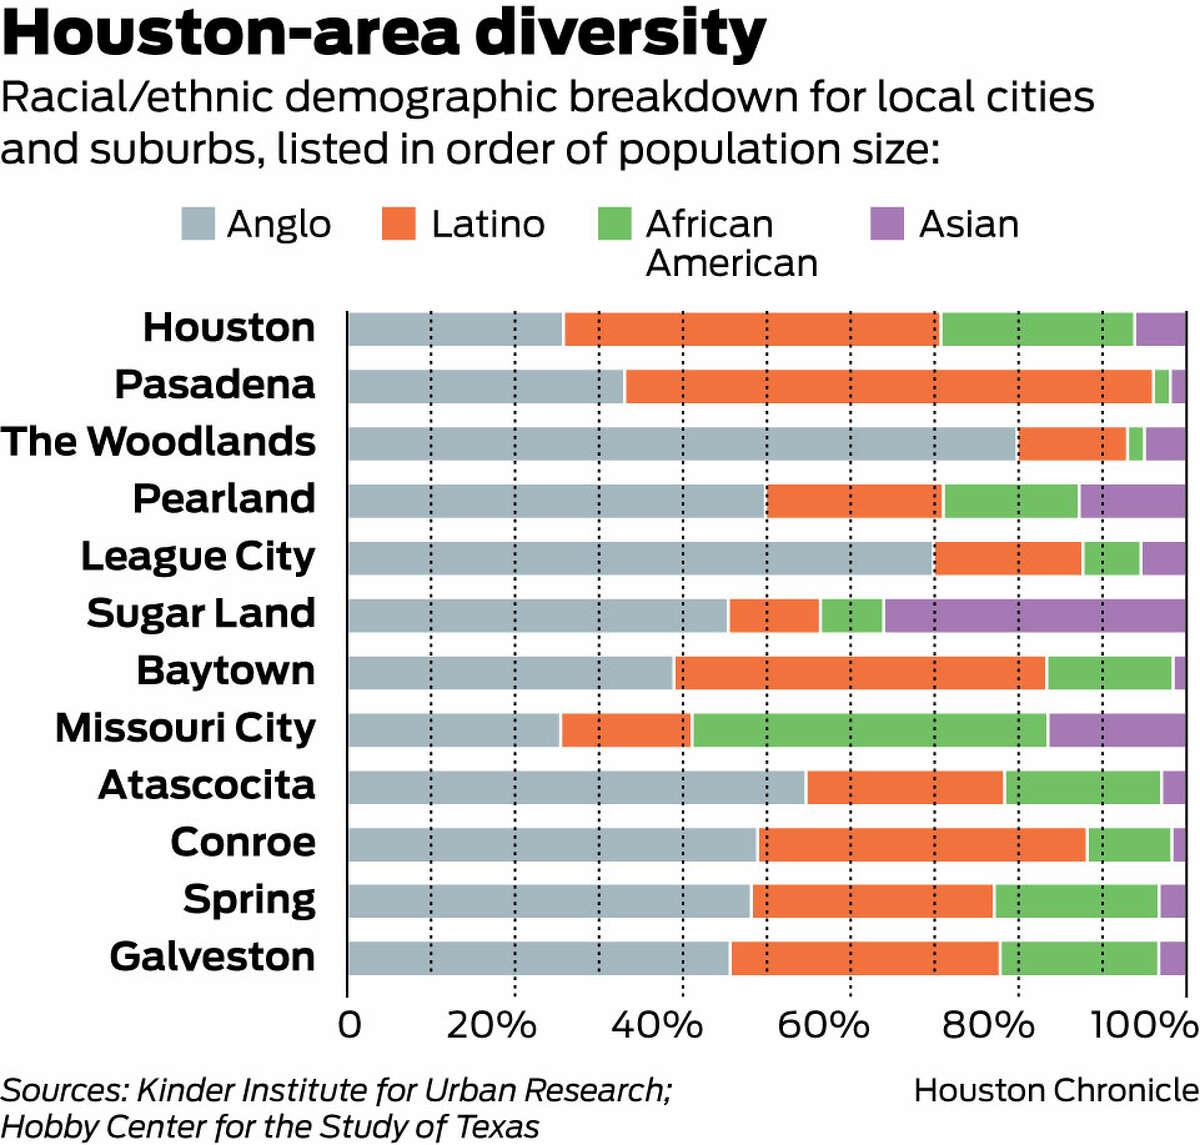 Houston-area diversity
Racial/ethnic demographic breakdown for local cities
and suburbs, listed in order of population size:
Anglo Latino African American Asian
Houston
Pasadena
The Woodlands
Pearland
League City
Sugar Land
Baytown
Missouri City
Atascocita
Conroe
Spring
Galveston
0 20% 40% 60% 80% 100%
Sources: Kinder Institute for Urban Research;
Hobby Center for the Study of Texas
Houston Chronicle